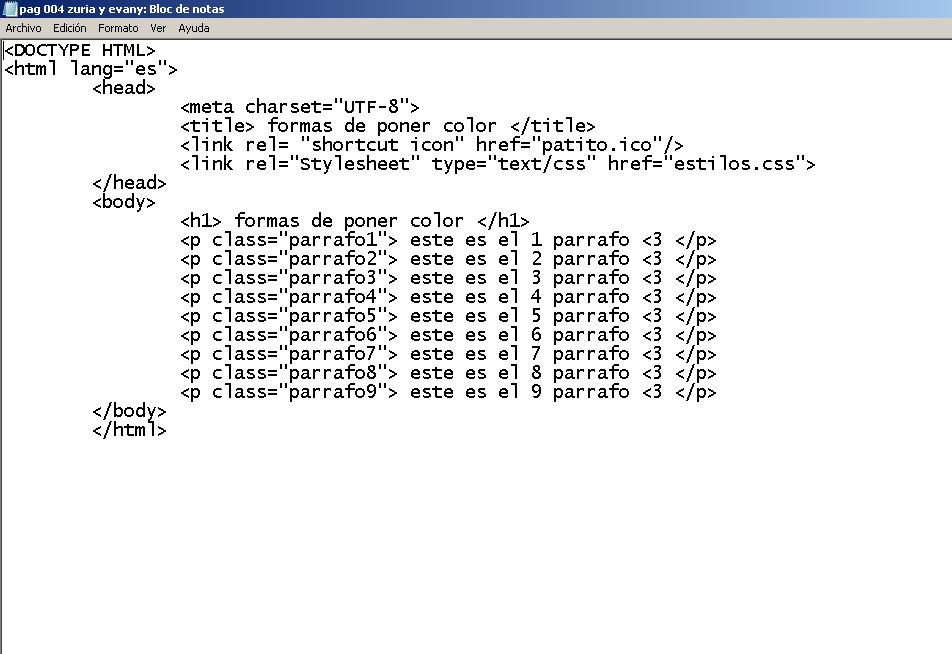 pag 004 zuria y evany: Bloc de notas
Archivo Edición Formato Ver Ayuda
<DOCTYPE HTML>
<html lang="es">
<head>
<meta charset="UTF-8">
<title> formas de poner color </title>
<link rel= "shortcut icon" href="patito.ico"/>
<link rel="Stylesheet" type="text/css" href="estilos.css">
</head>
<body>
<h1> formas de poner color </h1>
<p class="parrafo1"> este es el 1 parrafo <3 </p>
<p class="parrafo2"> este es el 2 parrafo <3 </p>
<p class="parrafo3"> este es el 3 parrafo <3 </p>
<p class="parrafo4"> este es el 4 parrafo <3 </p>
<p class="parrafo5"> este es el 5 parrafo <3 </p>
<p class="parrafo6"> este es el 6 parrafo <3 </p>
<p class="parrafo7"> este es el 7 parrafo <3 </p>
<p class="parrafo8"> este es el 8 parrafo <3 </p>
<p class="parrafo9"> este es el 9 parrafo <3 </p>
</body>
</html>